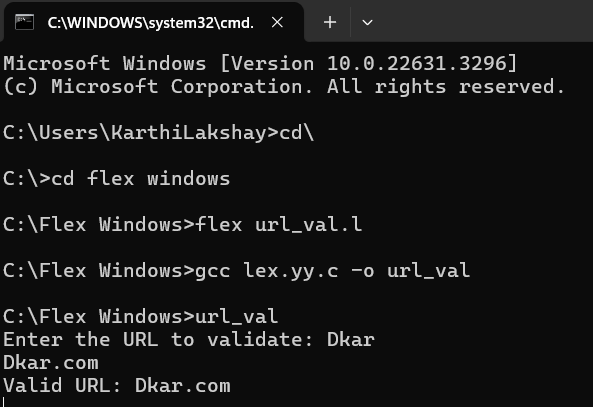 C:\WINDOWS\system32\cmd.
Microsoft Windows [Version 10.0.22631.3296]
(c) Microsoft Corporation. All rights reserved.
C:\Users\KarthiLakshay>cd\
C:\>cd flex windows
C:\Flex Windows>flex url_val.l
C:\Flex Windows>gcc lex.yy.c -o url_val
C:\Flex Windows>url_val
Enter the URL to validate: Dkar
Dkar.com
Valid URL: Dkar.com